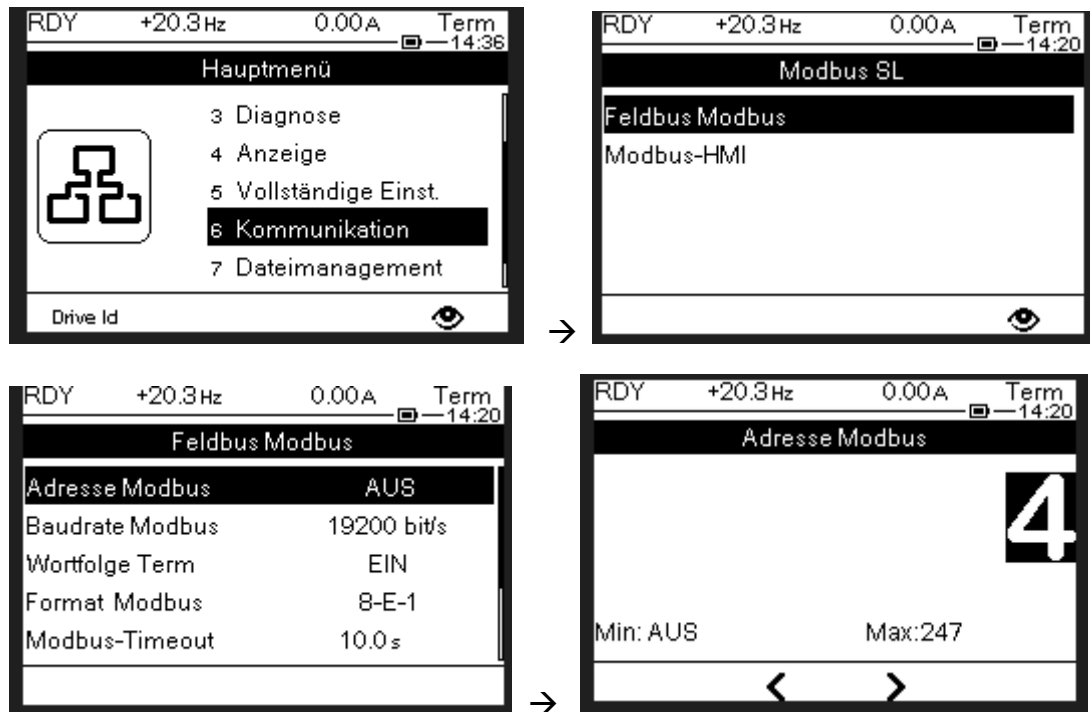 RDY +20.3Hz 0.00A Term
14:36
Hauptmenü
3 Diagnose
4 Anzeige
5 Vollständige Einst.
6 Kommunikation
7 Dateimanagement
Drive Id
→
RDY +20.3Hz 0.00A Term
14:20
Modbus SL
Feldbus Modbus
Modbus-HMI
RDY +20.3Hz 0.00A Term
14:20
Feldbus Modbus
Adresse Modbus AUS
Baudrate Modbus 19200 bit/s
Wortfolge Term EIN
Format Modbus 8-E-1
Modbus-Timeout 10.0s
→
RDY +20.3Hz 0.00A Term
14:20
Adresse Modbus
4
Min: AUS Max:247
< >